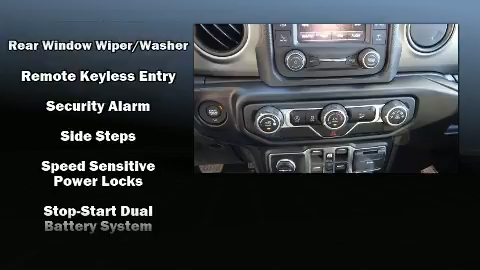 Rear Window Wiper/Washer
Remote Keyless Entry
Security Alarm
Side Steps
Speed Sensitive
Power Locks
Stop-Start Dual
Battery System